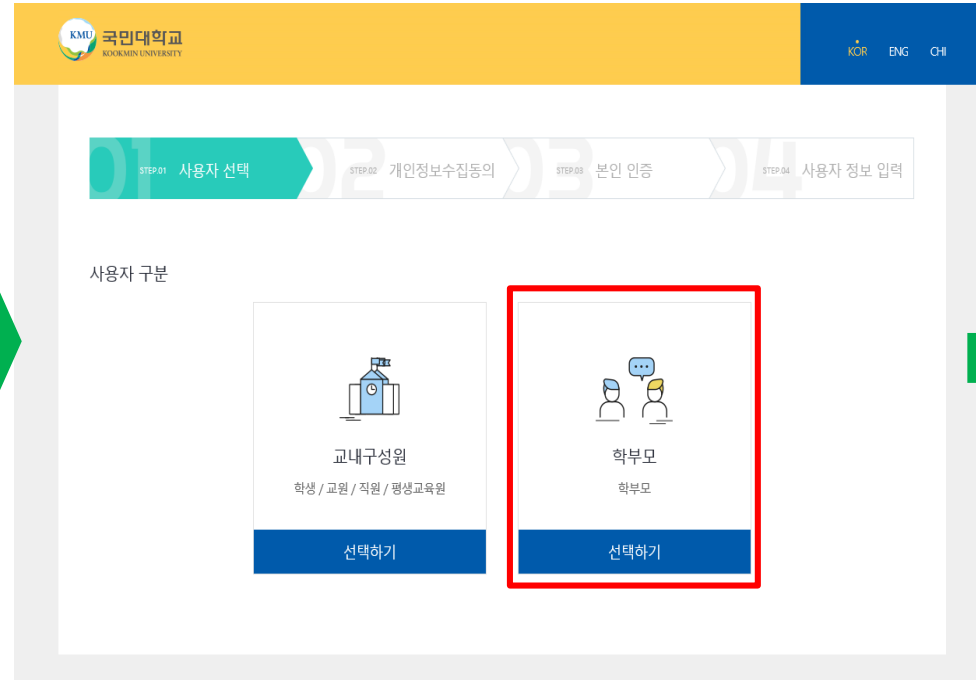 KMU 국민대학교
KOOKMIN UNIVERSITY
KOR ENG CHI
01 STEP.01 사용자 선택
02 STEP.02 개인정보수집동의
03 STEP.03 본인 인증
04 STEP.04 사용자 정보 입력
사용자 구분
교내구성원
학생 / 교원 / 직원 / 평생교육원
선택하기
학부모
학부모
선택하기